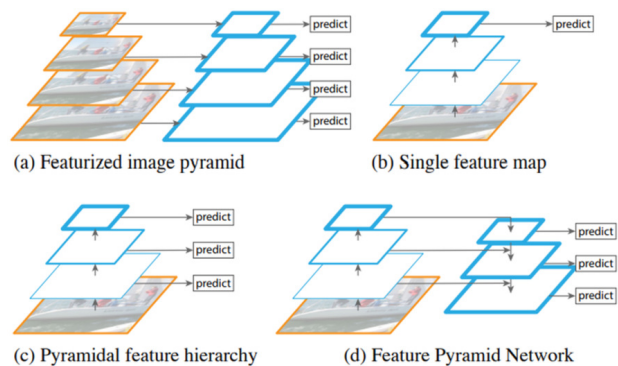 predict
predict
predict
predict
(a) Featurized image pyramid
predict
(b) Single feature map
predict
predict
predict
(c) Pyramidal feature hierarchy
predict
predict
predict
(d) Feature Pyramid Network